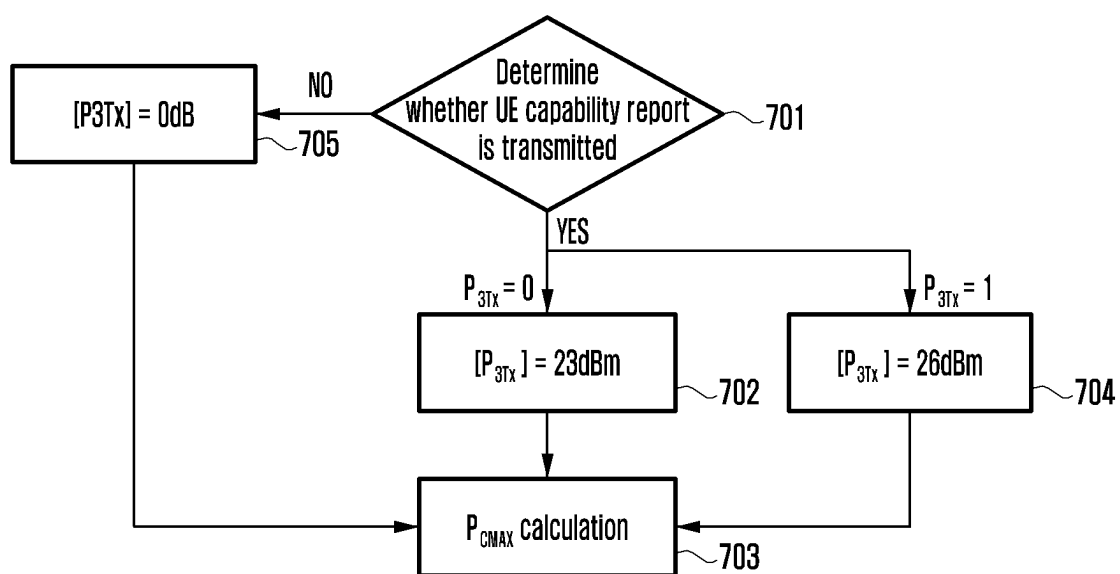 Determine
whether UE capability report
is transmitted
701
NO
[P3Tx] = 0dB
705
YES
P3Tx = 0
P3Tx = 1
[P3Tx] = 23dBm
702
[P3Tx] = 26dBm
704
PCMAX calculation
703